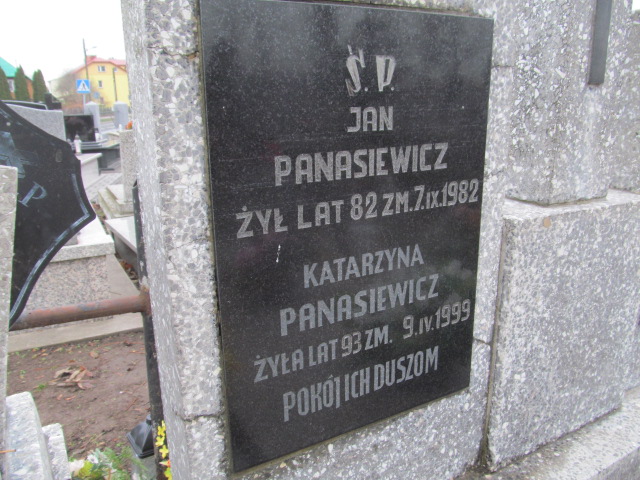 Ś. P.
JAN
PANASIEWICZ
ŻYŁ LAT 82 ZM. 7.IX.1982
KATARZYNA
PANASIEWICZ
ŻYŁA LAT 93 ZM. 9.IV.1999
POKÓJ ICH DUSZOM
P